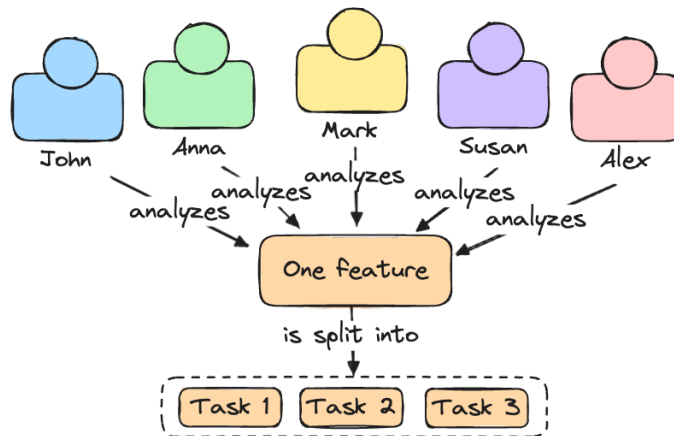 John
Anna
Mark
Susan
Alex
analyzes
analyzes
analyzes
analyzes
analyzes
One feature
is split into
Task 1
Task 2
Task 3